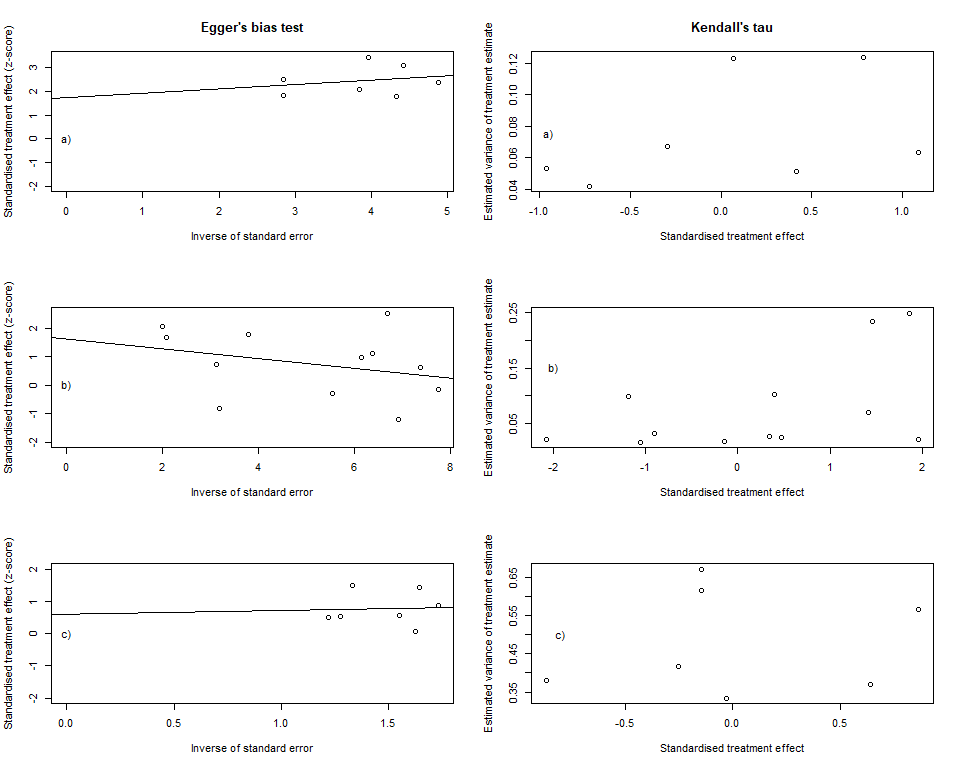 Egger's bias test
Kendall's tau
Standardised treatment effect (z-score)
-2 -1 0 1 2 3
a)
0 1 2 3 4 5
Inverse of standard error
Estimated variance of treatment estimate
0.04 0.06 0.08 0.10 0.12
a)
-1.0 -0.5 0.0 0.5 1.0
Standardised treatment effect
Standardised treatment effect (z-score)
-2 -1 0 1 2
b)
0 2 4 6 8
Inverse of standard error
Estimated variance of treatment estimate
0.05 0.15 0.25
b)
-2 -1 0 1 2
Standardised treatment effect
Standardised treatment effect (z-score)
-2 -1 0 1 2
c)
0.0 0.5 1.0 1.5
Inverse of standard error
Estimated variance of treatment estimate
0.35 0.45 0.55 0.65
c)
-0.5 0.0 0.5
Standardised treatment effect